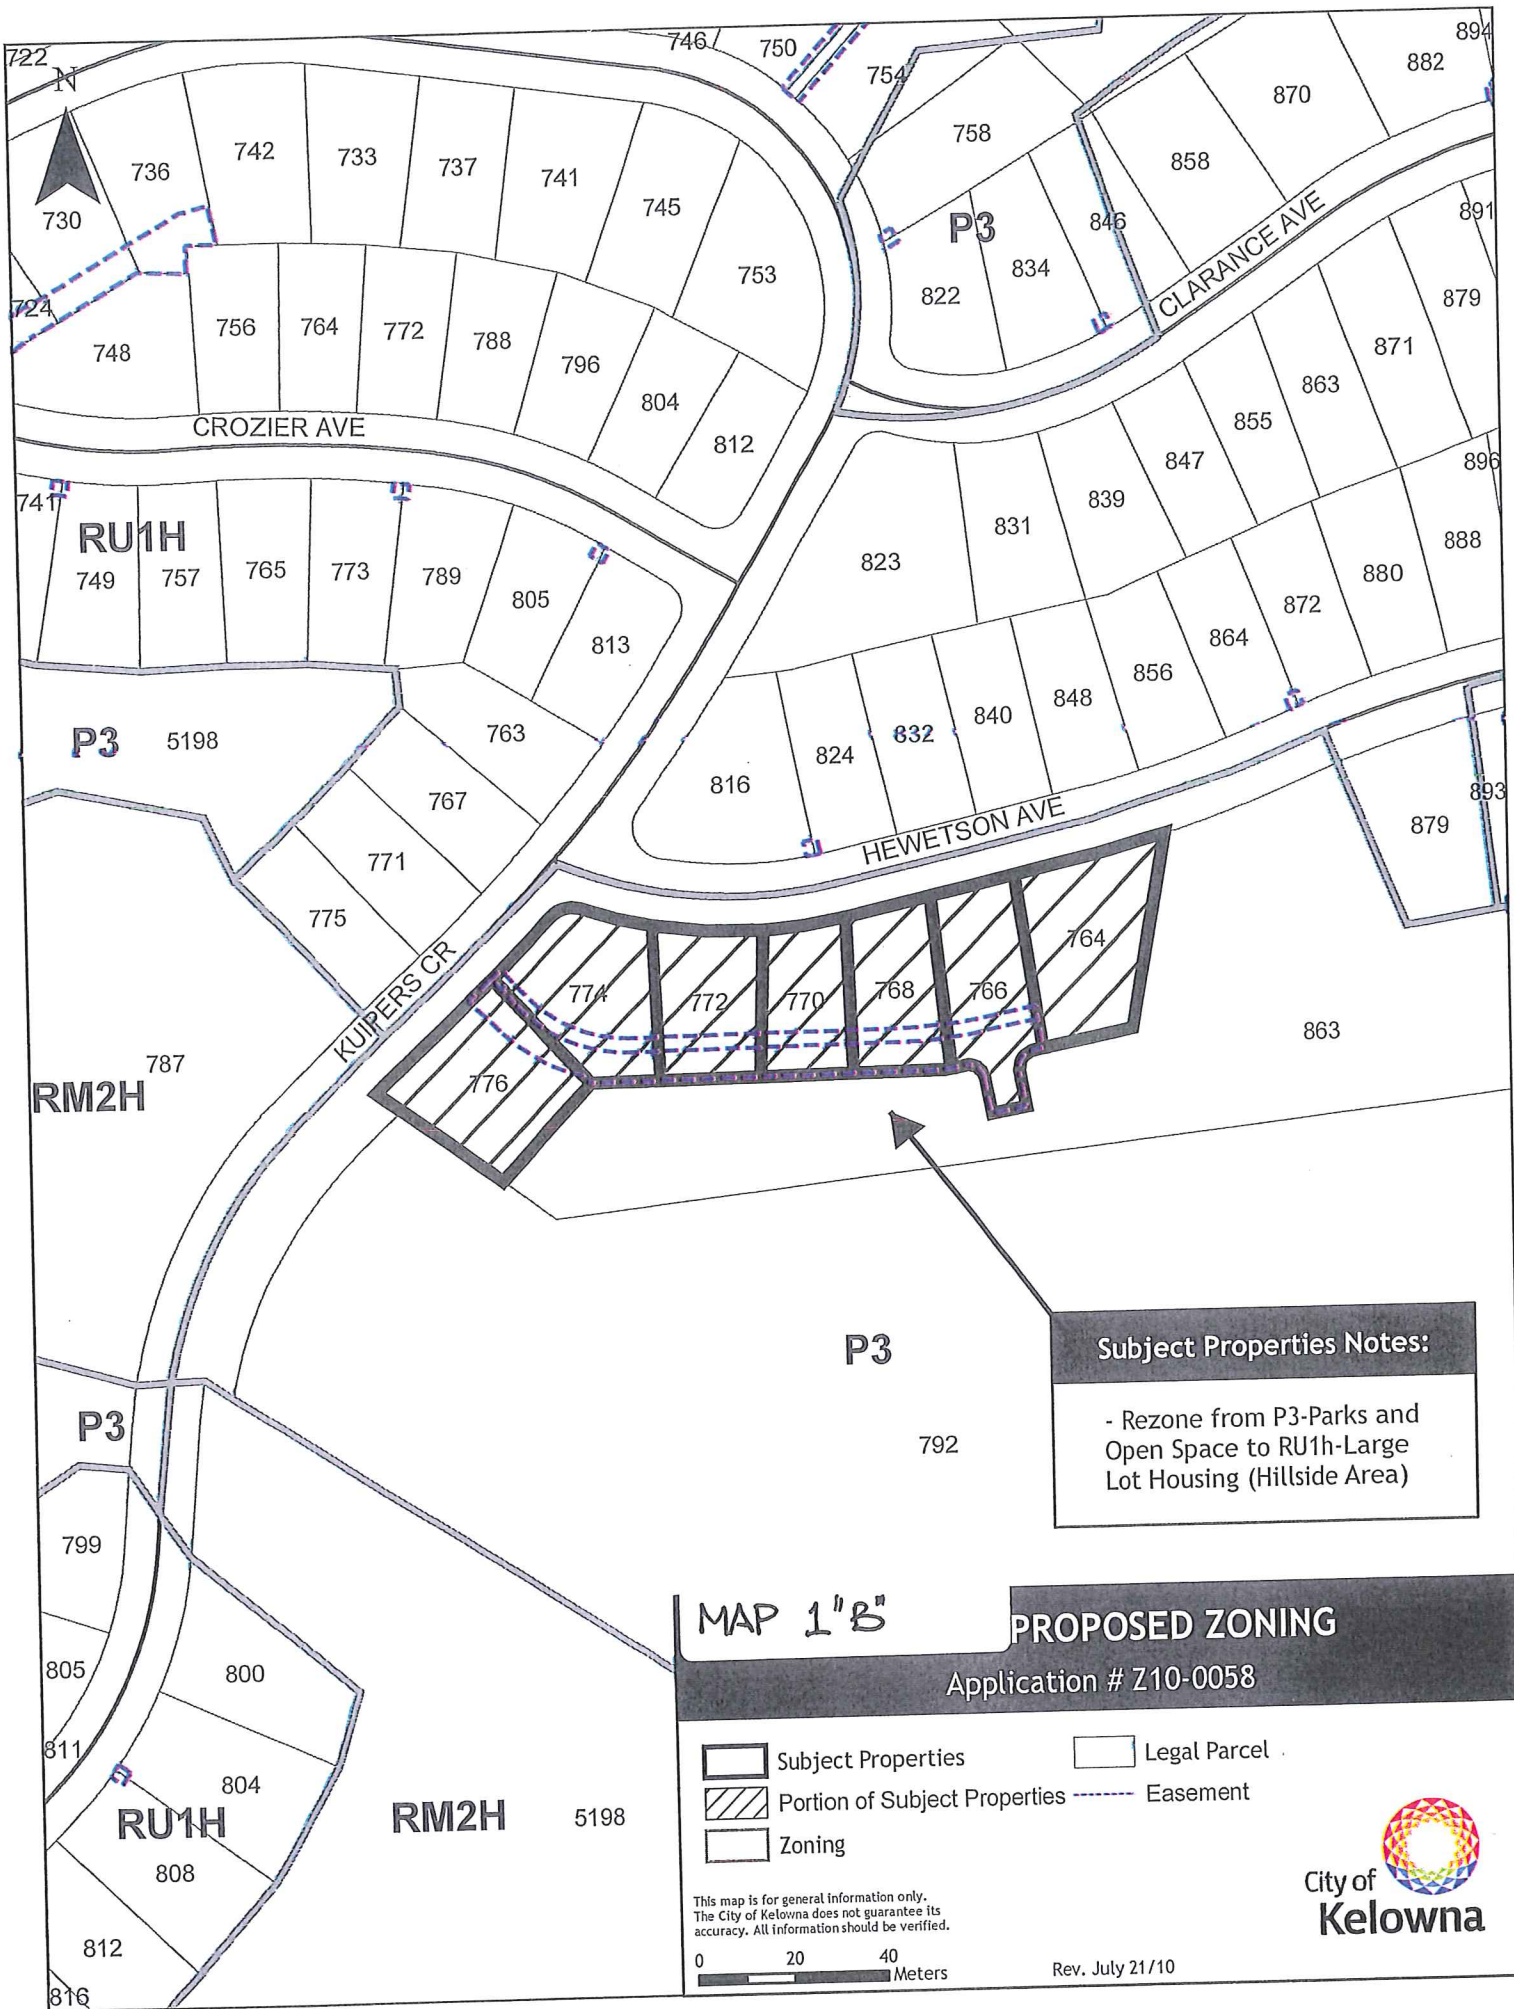 722
N
746
750
754
894
882
870
758
858
736
742
733
737
741
745
730
846
P3
891
CLARANCE AVE
834
822
753
879
724
756
764
772
788
748
796
871
863
804
855
CROZIER AVE
812
847
896
741
839
RU1H
831
888
749
757
765
773
789
823
880
805
872
813
864
856
848
840
P3
5198
763
824
832
816
767
893
HEWETSON AVE
879
771
775
764
KUIPERS CR
774
772
770
768
766
863
787
776
RM2H
P3
Subject Properties Notes:
- Rezone from P3-Parks and
Open Space to RU1h-Large
Lot Housing (Hillside Area)
P3
792
799
MAP 1"B"
PROPOSED ZONING
805
800
Application # Z10-0058
811
Subject Properties
Legal Parcel
804
Portion of Subject Properties
Easement
RU1H
RM2H
5198
Zoning
808
City of
Kelowna
This map is for general information only.
The City of Kelowna does not guarantee its
accuracy. All information should be verified.
812
0 20 40
Meters
Rev. July 21/10
816